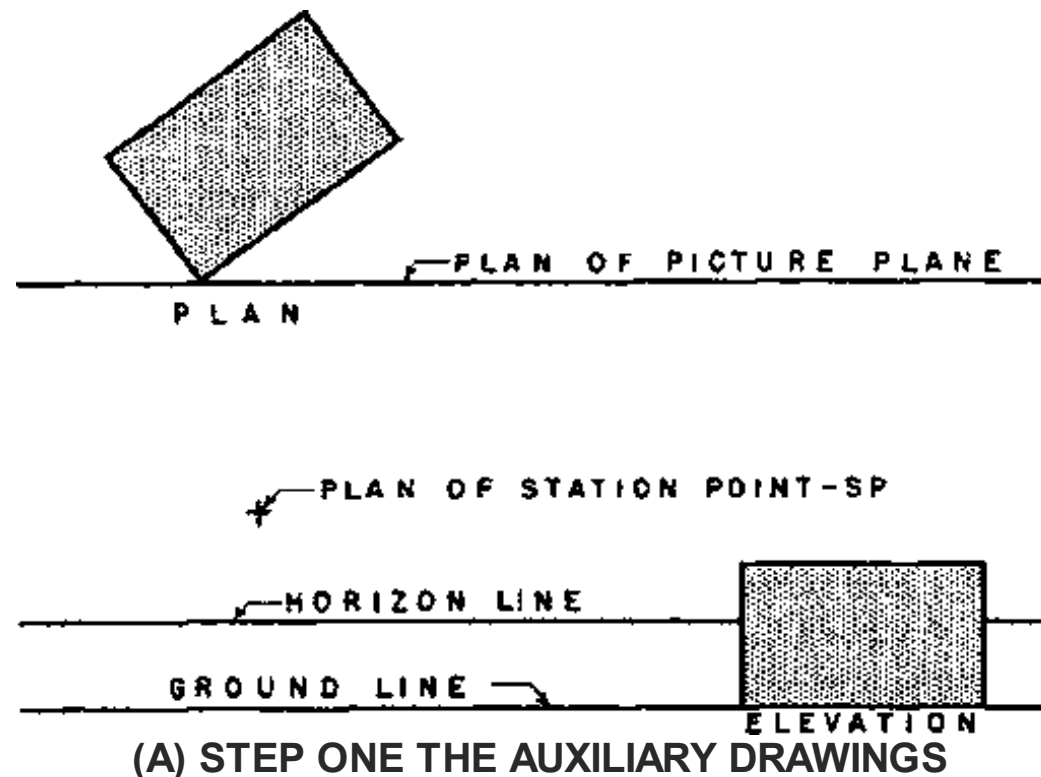 PLAN OF PICTURE PLANE
PLAN
PLAN OF STATION POINT-SP
HORIZON LINE
GROUND LINE
ELEVATION
(A) STEP ONE THE AUXILIARY DRAWINGS